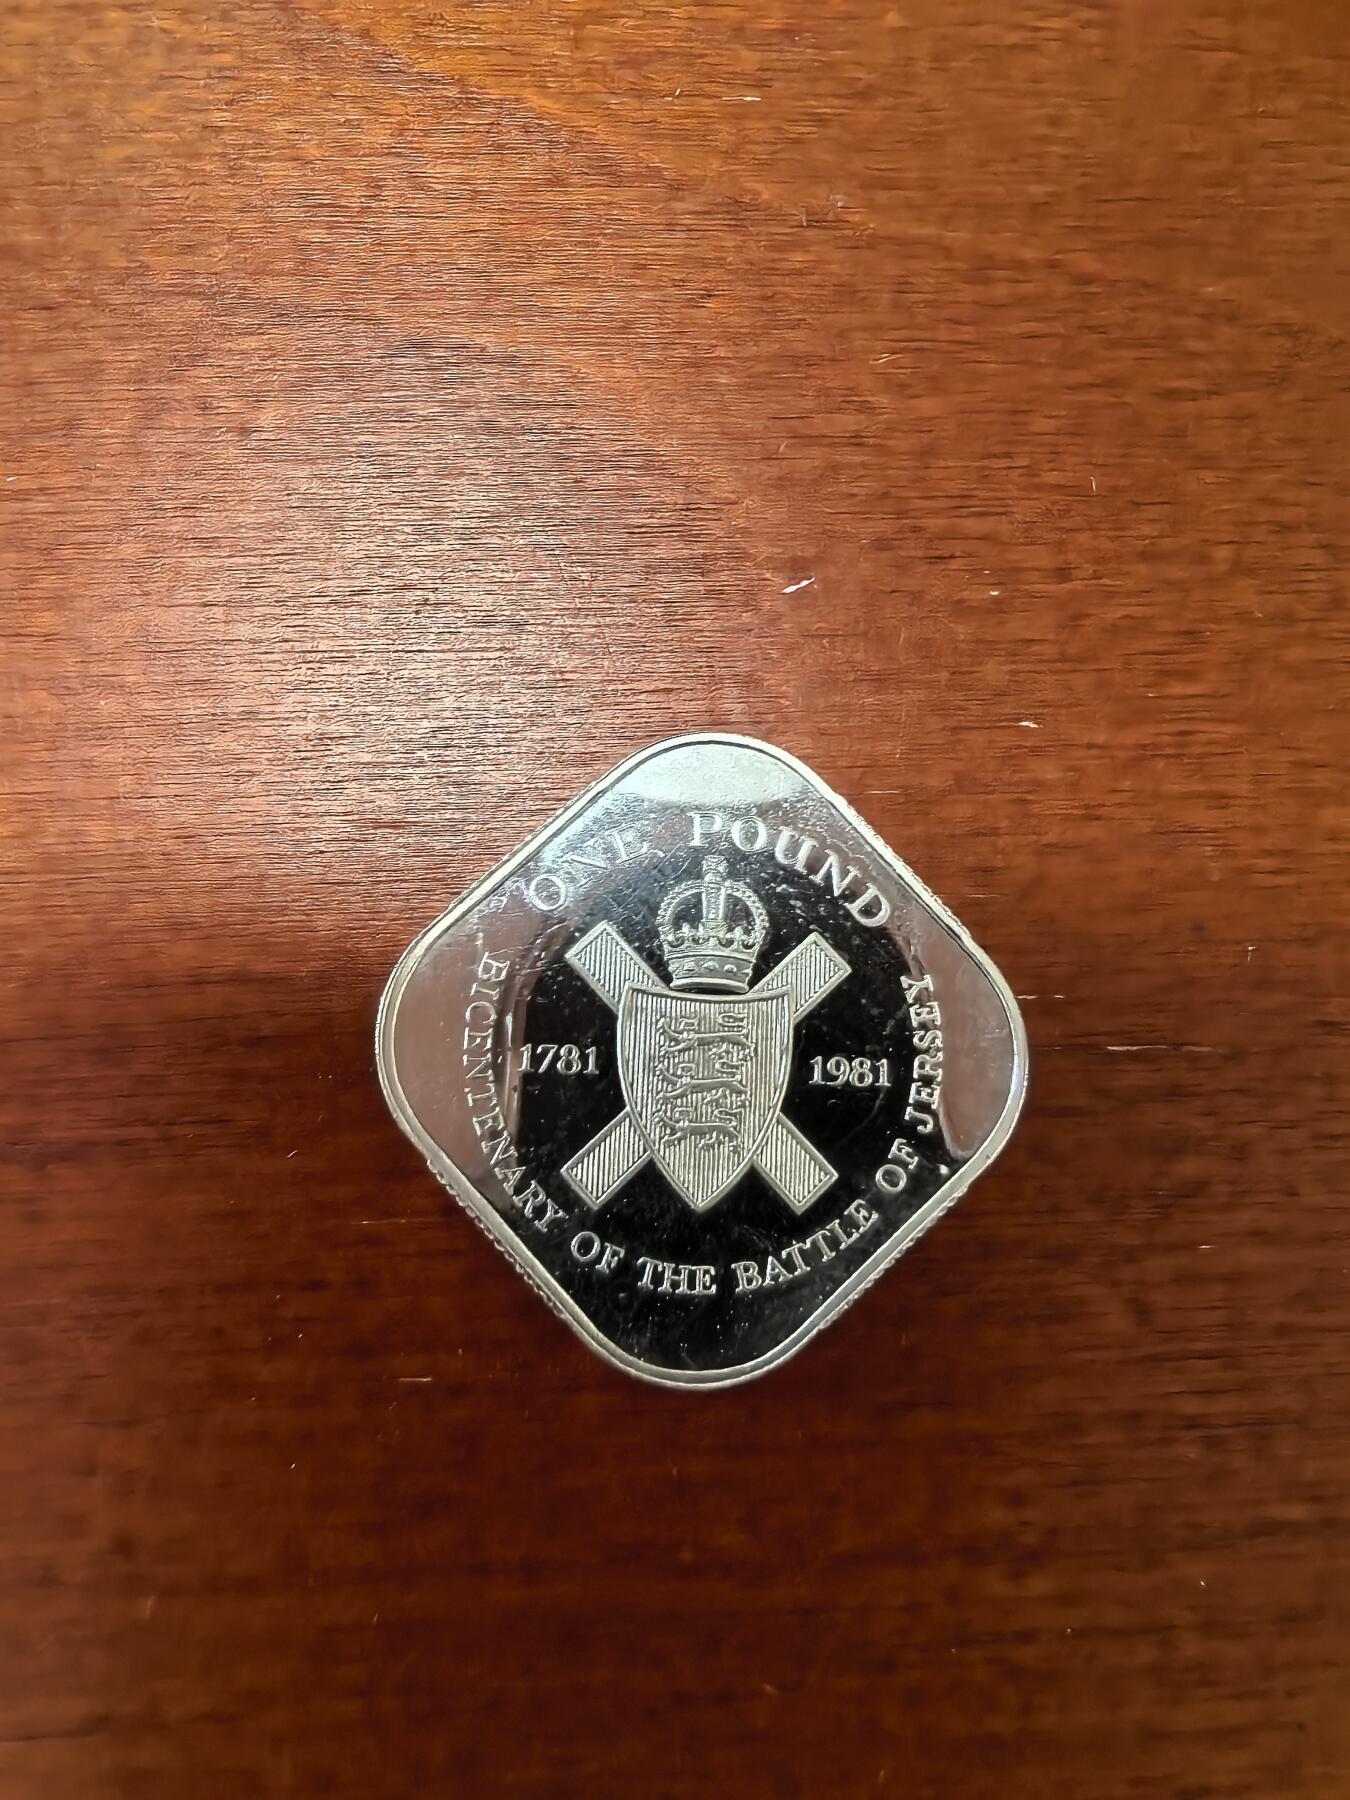 ONE POUND
1781 1981
BICENTENARY OF THE BATTLE OF JERSEY